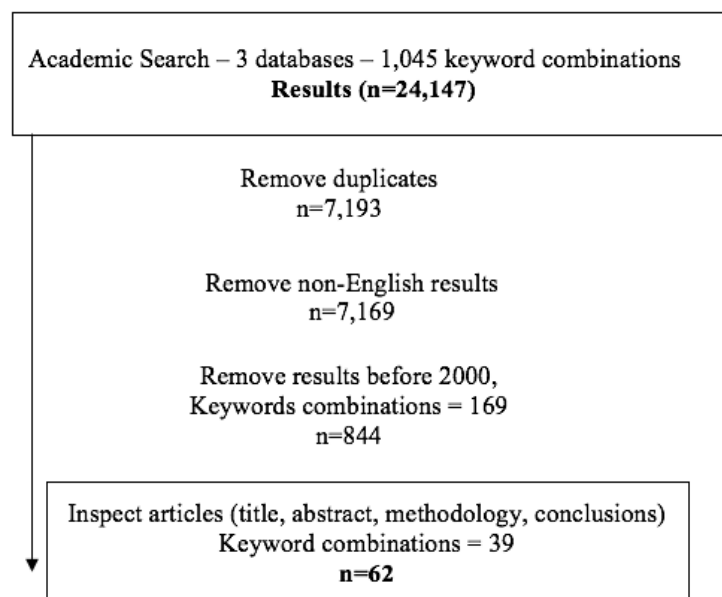 Academic Search – 3 databases – 1,045 keyword combinations
Results (n=24,147)
Remove duplicates
n=7,193
Remove non-English results
n=7,169
Remove results before 2000,
Keywords combinations = 169
n=844
Inspect articles (title, abstract, methodology, conclusions)
Keyword combinations = 39
n=62